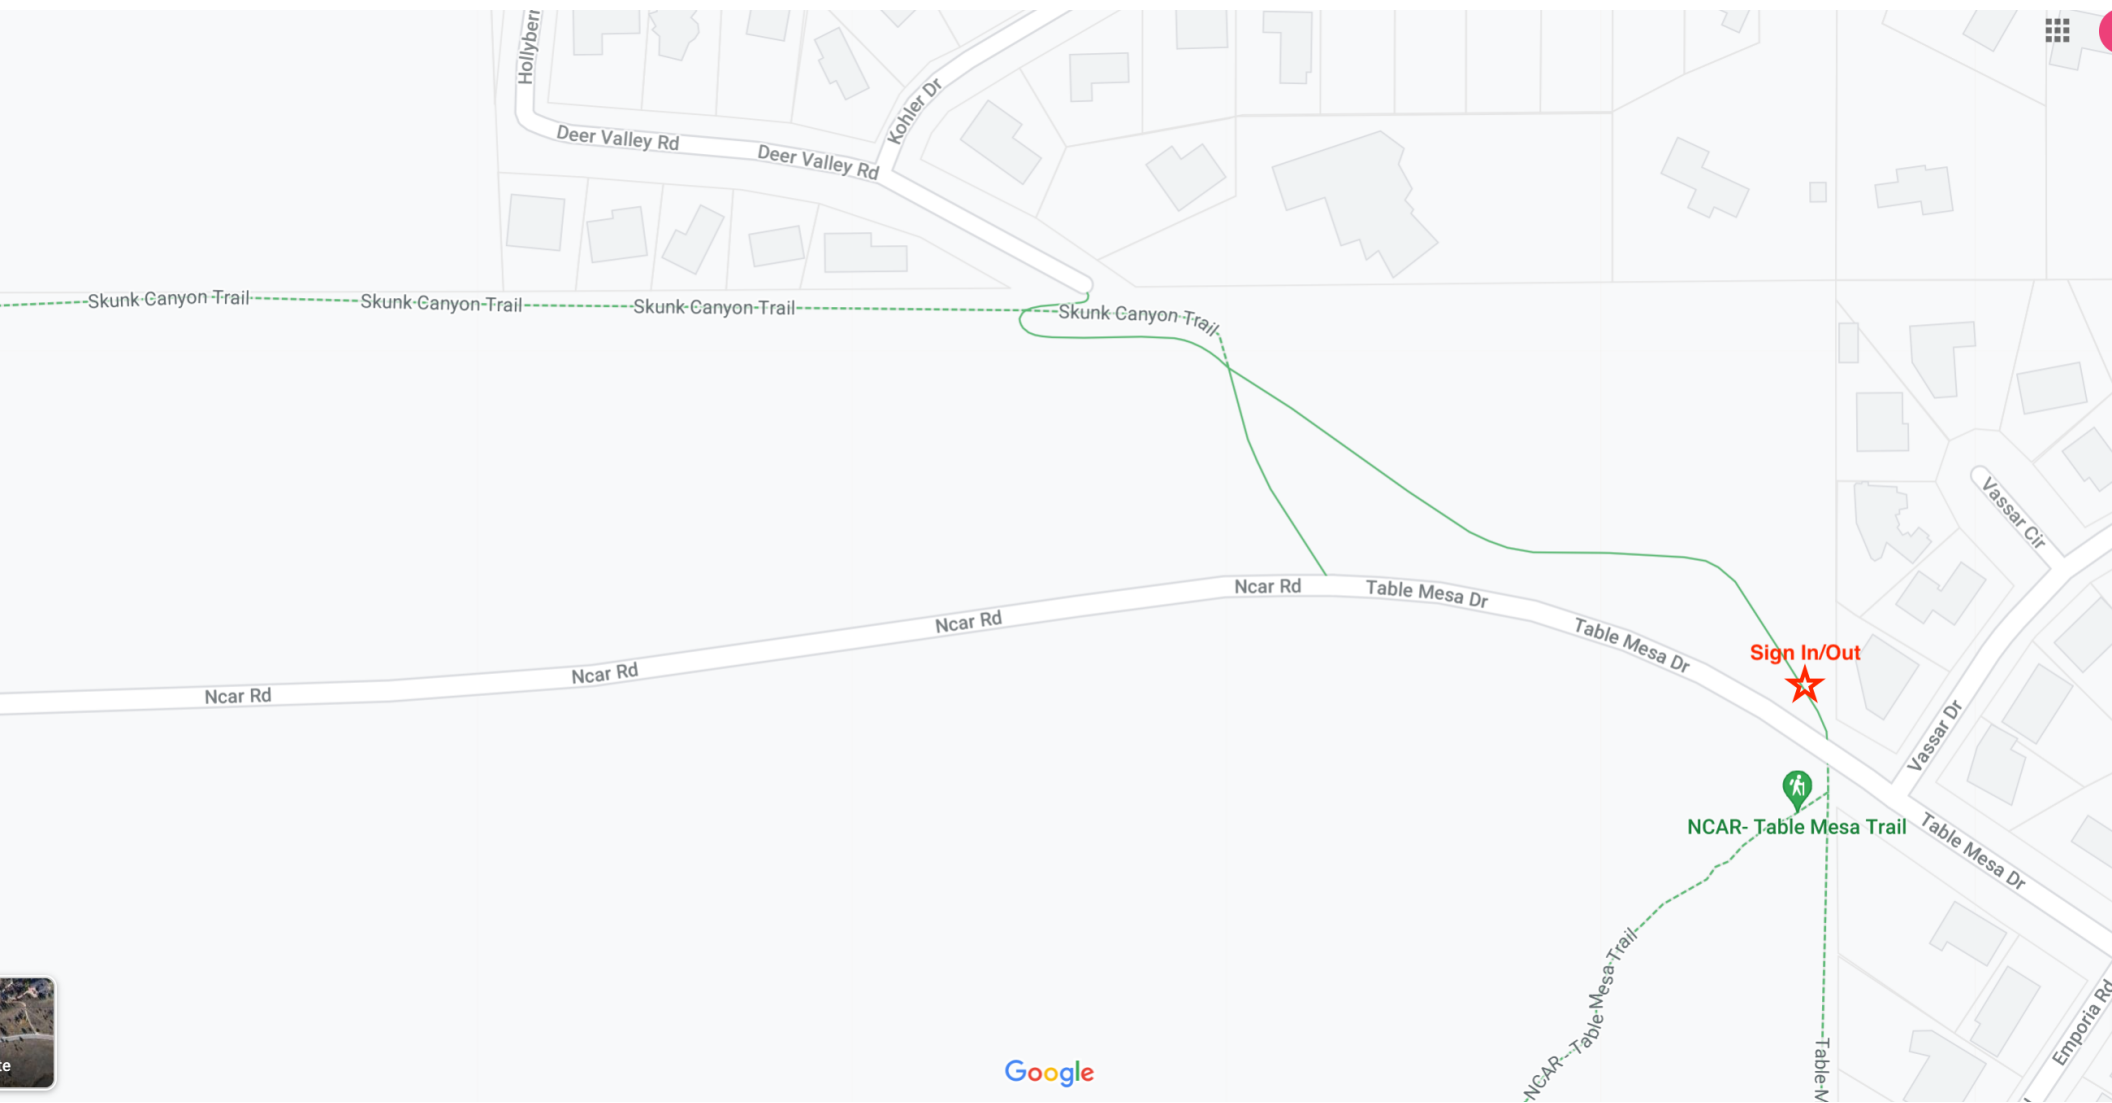 Hollyberr
Kohler Dr
Deer Valley Rd
Deer Valley Rd
Skunk Canyon Trail
Skunk Canyon Trail
Skunk Canyon Trail
Skunk Canyon Trail
Vassar Cir
Ncar Rd
Table Mesa Dr
Ncar Rd
Table Mesa Dr
Sign In/Out
Ncar Rd
Ncar Rd
Vassar Dr
NCAR- Table Mesa Trail
Table Mesa Dr
NCAR - Table Mesa Trail
Emporia Rd
te
Google
Table M